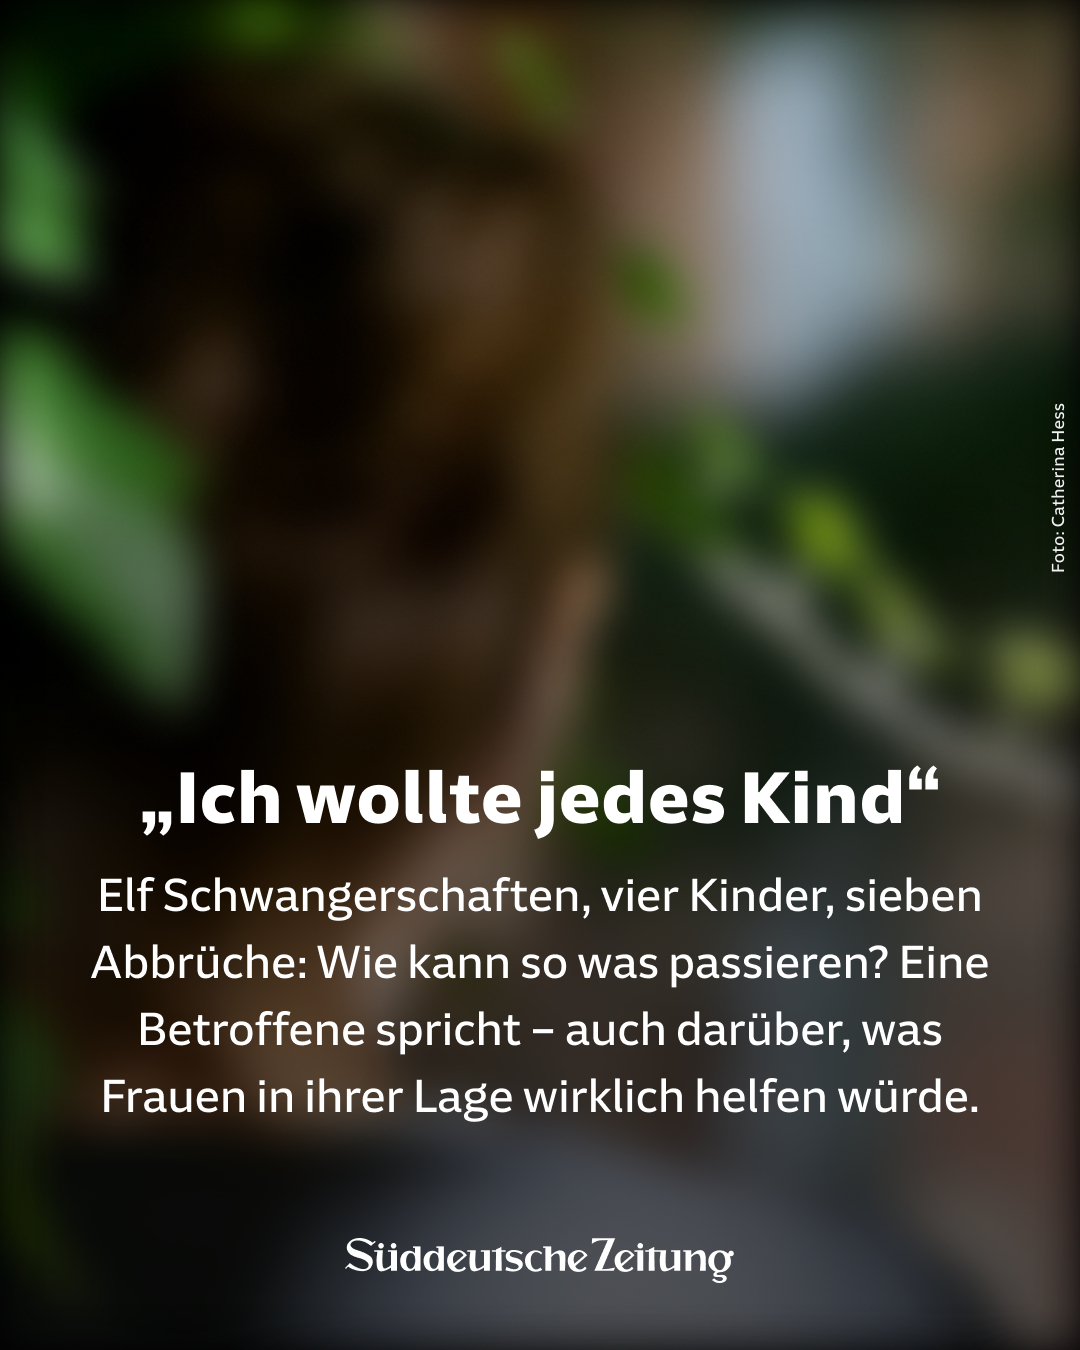 Foto: Catherina Hess
„Ich wollte jedes Kind“
Elf Schwangerschaften, vier Kinder, sieben
Abbrüche: Wie kann so was passieren? Eine
Betroffene spricht – auch darüber, was
Frauen in ihrer Lage wirklich helfen würde.
Süddeutsche Zeitung